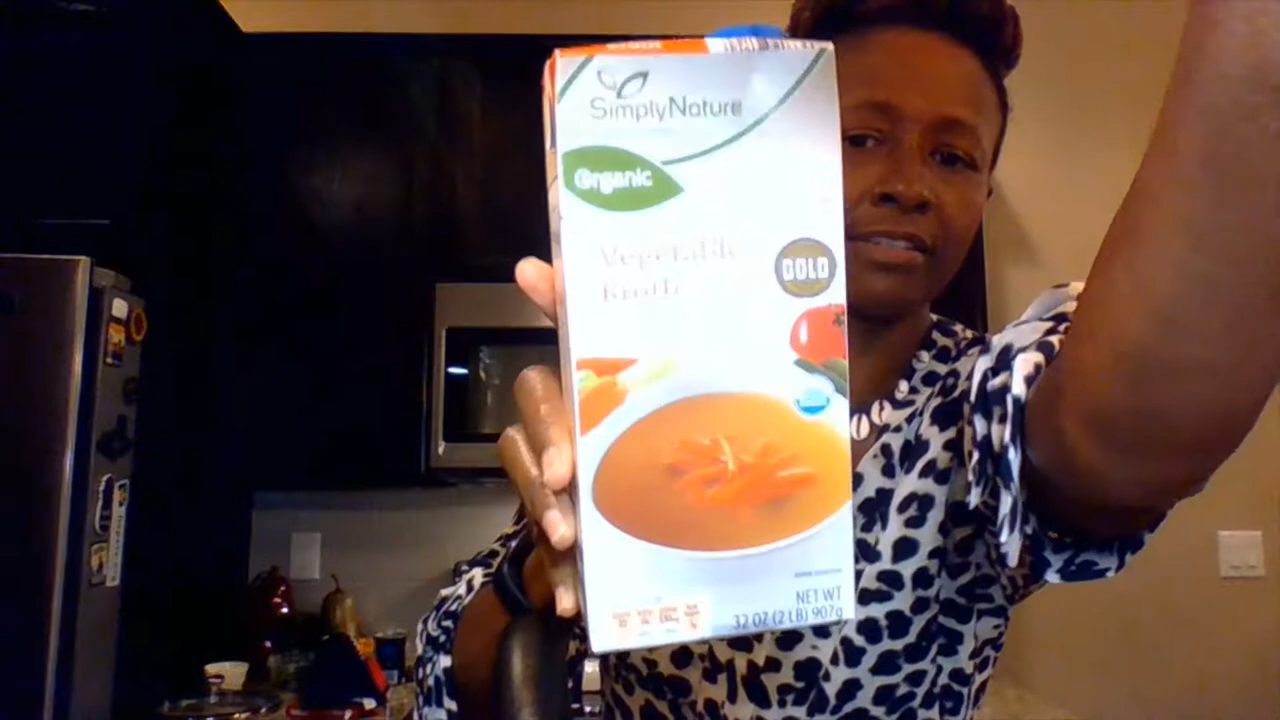 SimplyNature
Organic
Vegetable
Broth
GOLD
NET WT
32 OZ (2 LB) 907g